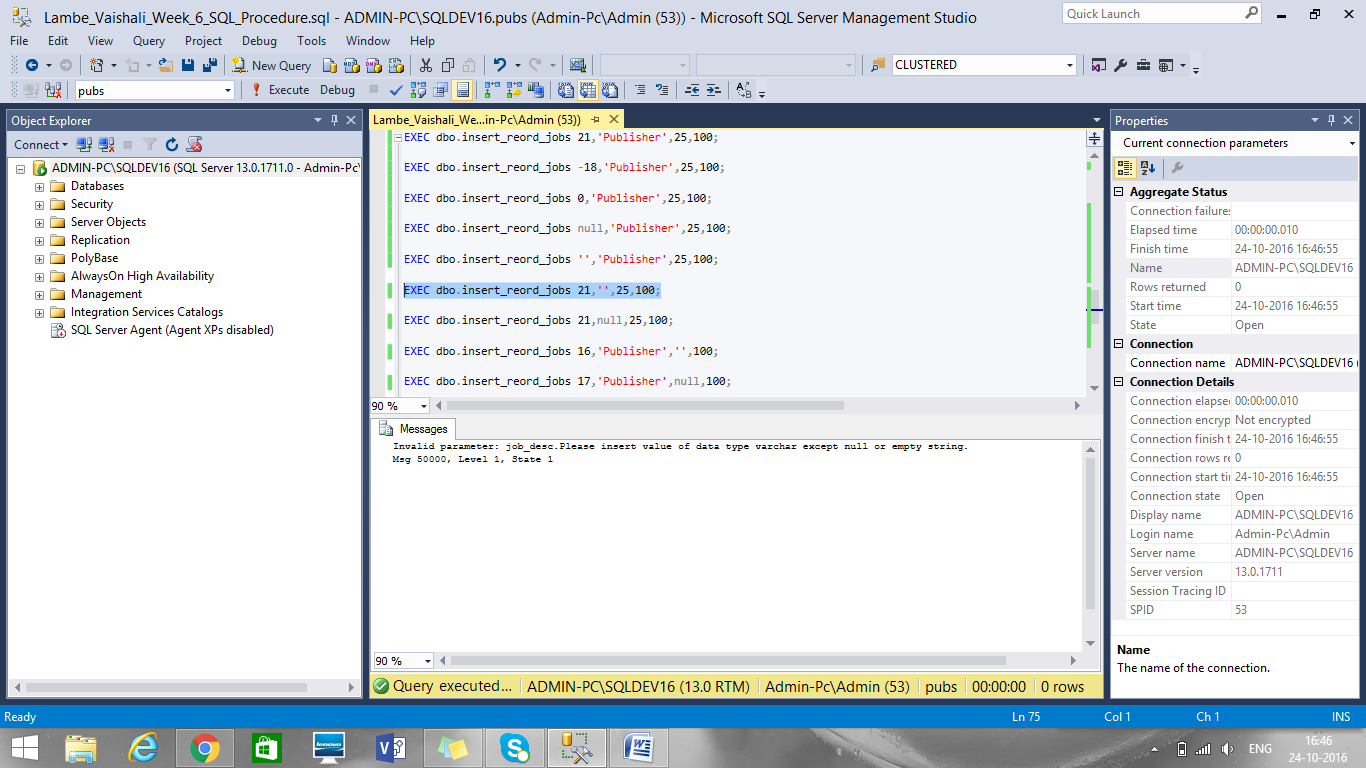 Lambe_Vaishali_Week_6_SQL_Procedure.sql - ADMIN-PC\SQLDEV16.pubs (Admin-Pc\Admin (53)) - Microsoft SQL Server Management Studio
Quick Launch
File Edit View Query Project Debug Tools Window Help
New Query
CLUSTERED
pubs
Execute Debug
Object Explorer
Connect
ADMIN-PC\SQLDEV16 (SQL Server 13.0.1711.0 - Admin-Pc\
Databases
Security
Server Objects
Replication
PolyBase
AlwaysOn High Availability
Management
Integration Services Catalogs
SQL Server Agent (Agent XPs disabled)
Lambe_Vaishali_We...in-Pc\Admin (53))
EXEC dbo.insert_reord_jobs 21,'Publisher',25,100;
EXEC dbo.insert_reord_jobs -18,'Publisher',25,100;
EXEC dbo.insert_reord_jobs 0,'Publisher',25,100;
EXEC dbo.insert_reord_jobs null,'Publisher',25,100;
EXEC dbo.insert_reord_jobs '','Publisher',25,100;
EXEC dbo.insert_reord_jobs 21,'',25,100;
EXEC dbo.insert_reord_jobs 21,null,25,100;
EXEC dbo.insert_reord_jobs 16,'Publisher','',100;
EXEC dbo.insert_reord_jobs 17,'Publisher',null,100;
90 %
Messages
Invalid parameter: job_desc.Please insert value of data type varchar except null or empty string.
Msg 50000, Level 1, State 1
90 %
Query executed... ADMIN-PC\SQLDEV16 (13.0 RTM) Admin-Pc\Admin (53) pubs 00:00:00 0 rows
Properties
Current connection parameters
Aggregate Status
Connection failures
Elapsed time 00:00:00.010
Finish time 24-10-2016 16:46:55
Name ADMIN-PC\SQLDEV16
Rows returned 0
Start time 24-10-2016 16:46:55
State Open
Connection
Connection name ADMIN-PC\SQLDEV16 (
Connection Details
Connection elapse 00:00:00.010
Connection encryp Not encrypted
Connection finish t 24-10-2016 16:46:55
Connection rows re 0
Connection start ti 24-10-2016 16:46:55
Connection state Open
Display name ADMIN-PC\SQLDEV16
Login name Admin-Pc\Admin
Server name ADMIN-PC\SQLDEV16
Server version 13.0.1711
Session Tracing ID
SPID 53
Name
The name of the connection.
Ready Ln 75 Col 1 Ch 1 INS
lenovo
ENG
16:46
24-10-2016